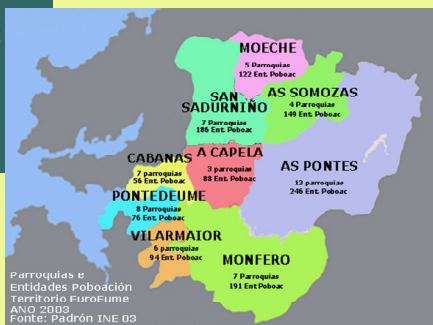 MOECHE
5 Parroquias
122 Ent. Poboac
AS SOMOZAS
4 Parroquias
149 Ent. Poboac
SAN
SADURNIÑO
7 Parroquias
186 Ent. Poboac
CABANAS
7 parroquias
56 Ent. Poboac
A CAPELA
3 parroquias
88 Ent. Poboac
AS PONTES
13 parroquias
246 Ent. Poboac
PONTEDEUME
8 Parroquias
76 Ent. Poboac
VILARMAIOR
6 parroquias
94 Ent. Poboac
MONFERO
7 Parroquias
191 Ent Poboac
Parroquias e
Entidades Poboación
Territorio EuroEume
ANO 2003
Fonte: Padrón INE 03